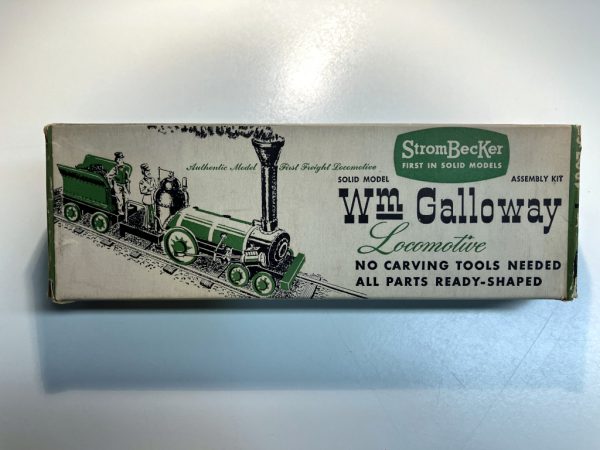 StromBecKer
FIRST IN SOLID MODELS
Authentic Model First Freight Locomotive
SOLID MODEL ASSEMBLY KIT
Wm Galloway
Locomotive
NO CARVING TOOLS NEEDED
ALL PARTS READY-SHAPED